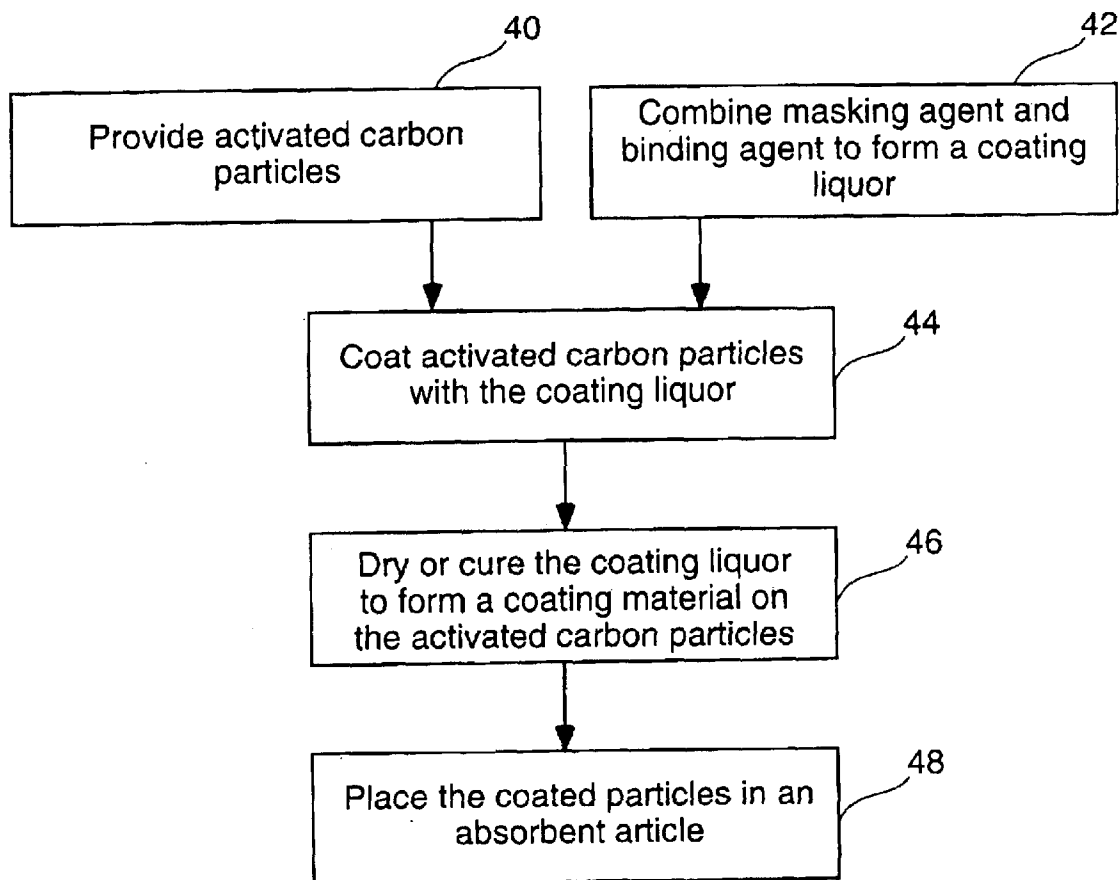 40
Provide activated carbon
particles
42
Combine masking agent and
binding agent to form a coating
liquor
44
Coat activated carbon particles
with the coating liquor
46
Dry or cure the coating liquor
to form a coating material on
the activated carbon particles
48
Place the coated particles in an
absorbent article